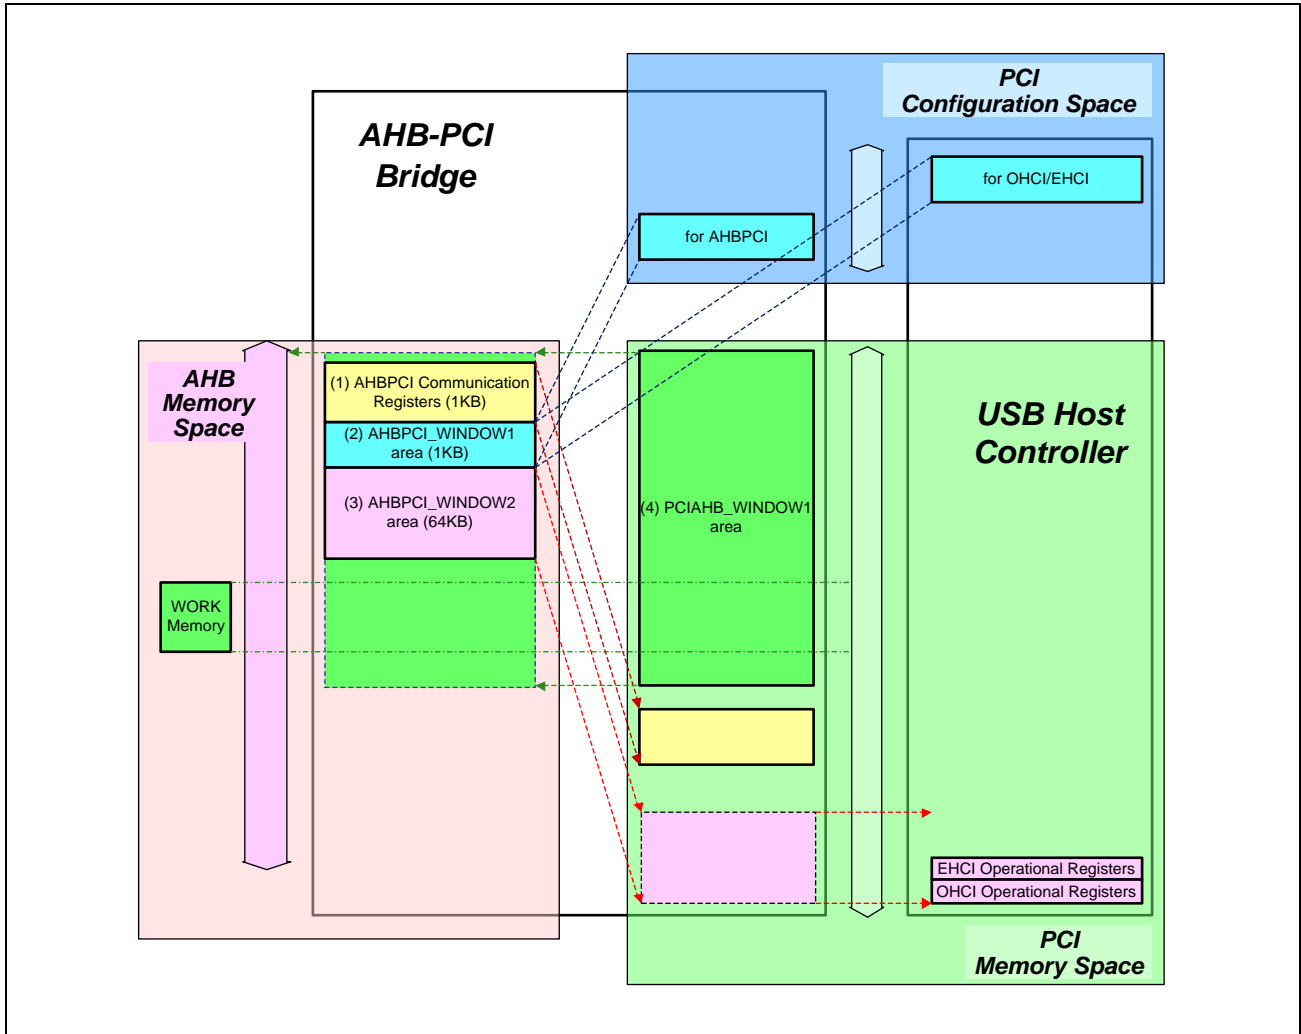 PCI
Configuration Space
AHB-PCI
Bridge
for OHCI/EHCI
for AHBPCI
AHB
Memory
Space
(1) AHBPCI Communication
Registers (1KB)
(2) AHBPCI_WINDOW1
area (1KB)
(3) AHBPCI_WINDOW2
area (64KB)
USB Host
Controller
(4) PCIAHB_WINDOW1
area
WORK
Memory
EHCI Operational Registers
OHCI Operational Registers
PCI
Memory Space